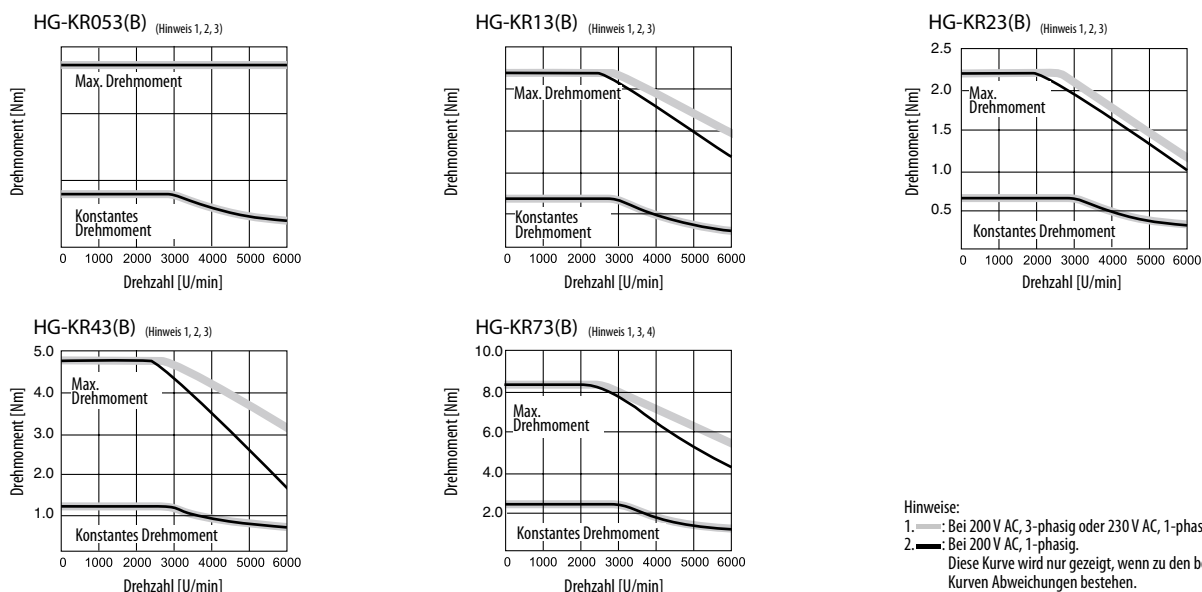 HG-KR053(B) (Hinweis 1, 2, 3)
Drehmoment [Nm]
Max. Drehmoment
Konstantes
Drehmoment
0 1000 2000 3000 4000 5000 6000
Drehzahl [U/min]
HG-KR13(B) (Hinweis 1, 2, 3)
Drehmoment [Nm]
Max. Drehmoment
Konstantes
Drehmoment
0 1000 2000 3000 4000 5000 6000
Drehzahl [U/min]
HG-KR23(B) (Hinweis 1, 2, 3)
Drehmoment [Nm]
2.5
2.0
1.5
1.0
0.5
Max.
Drehmoment
Konstantes Drehmoment
0 1000 2000 3000 4000 5000 6000
Drehzahl [U/min]
HG-KR43(B) (Hinweis 1, 2, 3)
Drehmoment [Nm]
5.0
4.0
3.0
2.0
1.0
Max.
Drehmoment
Konstantes Drehmoment
0 1000 2000 3000 4000 5000 6000
Drehzahl [U/min]
HG-KR73(B) (Hinweis 1, 3, 4)
Drehmoment [Nm]
10.0
8.0
6.0
4.0
2.0
Max.
Drehmoment
Konstantes Drehmoment
0 1000 2000 3000 4000 5000 6000
Drehzahl [U/min]
Hinweise:
1. : Bei 200 V AC, 3-phasig oder 230 V AC, 1-phas
2. : Bei 200 V AC, 1-phasig.
Diese Kurve wird nur gezeigt, wenn zu den be
Kurven Abweichungen bestehen.